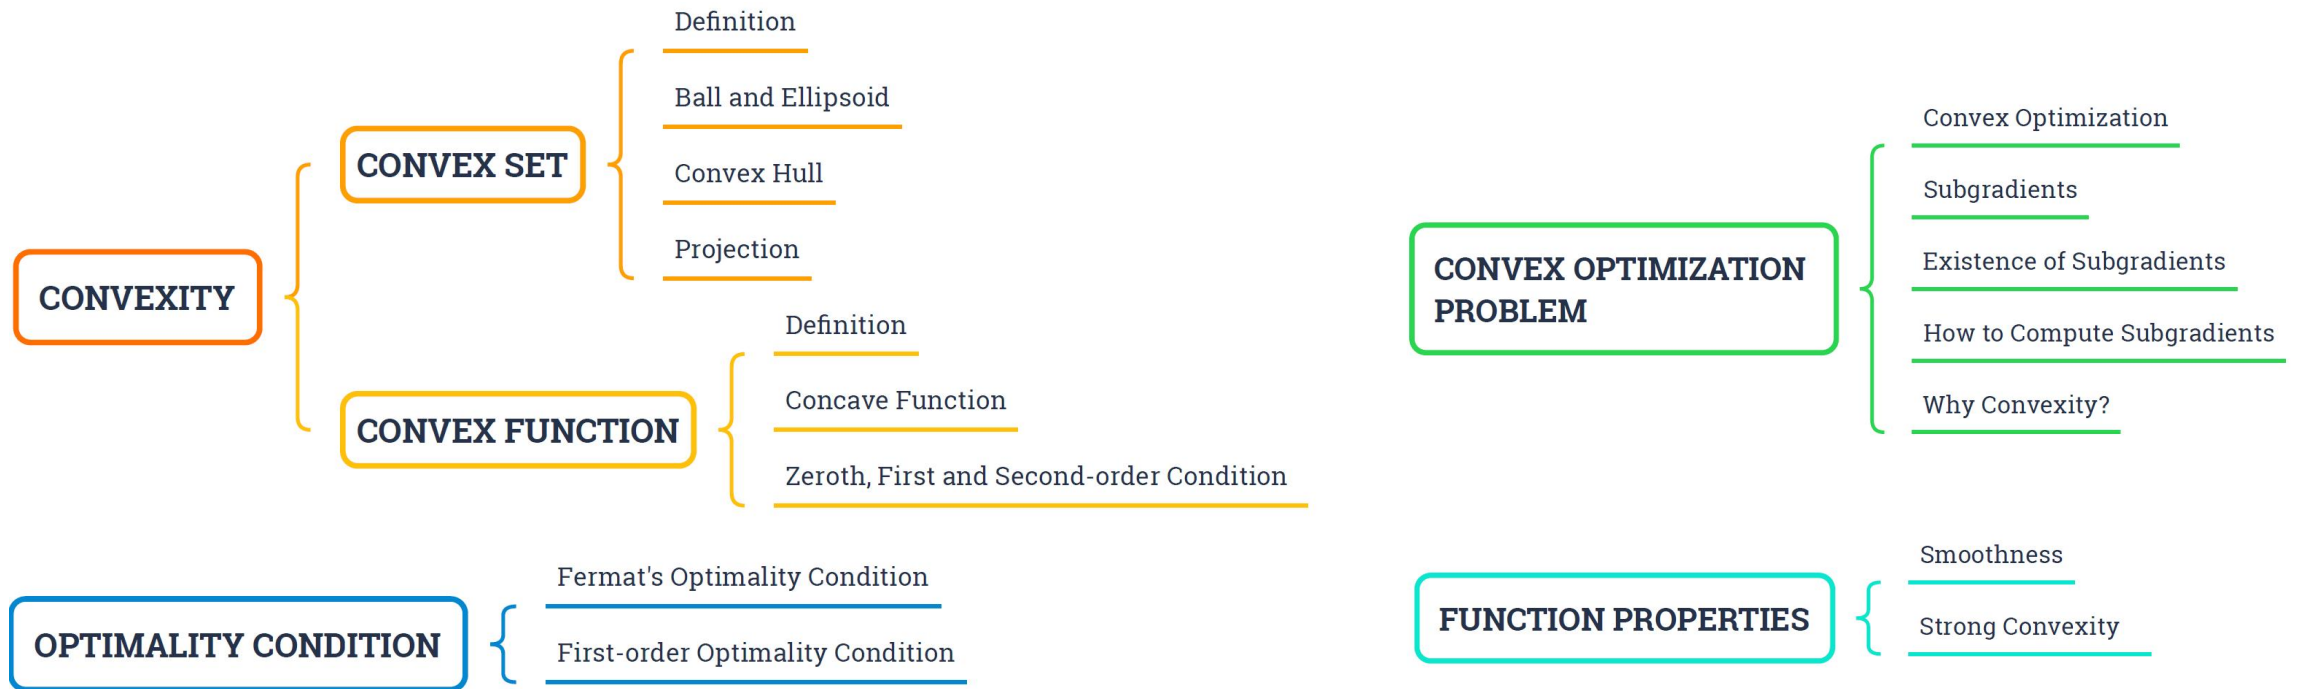 CONVEXITY
CONVEX SET
Definition
Ball and Ellipsoid
Convex Hull
Projection
CONVEX FUNCTION
Definition
Concave Function
Zeroth, First and Second-order Condition
OPTIMALITY CONDITION
Fermat's Optimality Condition
First-order Optimality Condition
CONVEX OPTIMIZATION
PROBLEM
Convex Optimization
Subgradients
Existence of Subgradients
How to Compute Subgradients
Why Convexity?
FUNCTION PROPERTIES
Smoothness
Strong Convexity